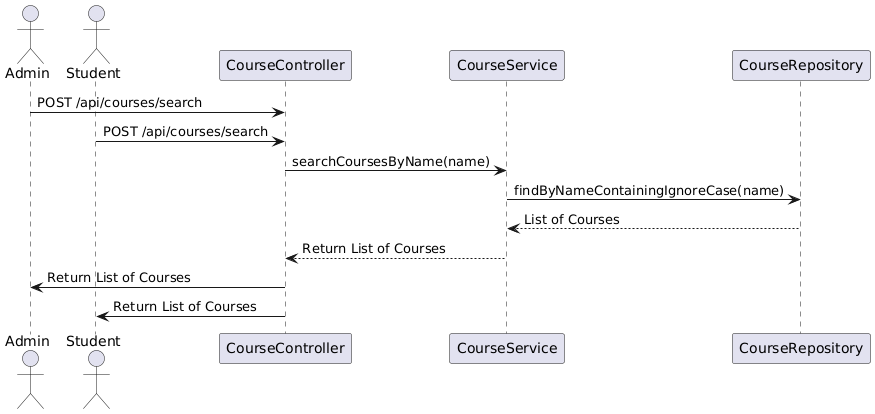 Admin
Student
CourseController
CourseService
CourseRepository
POST /api/courses/search
POST /api/courses/search
searchCoursesByName(name)
findByNameContainingIgnoreCase(name)
List of Courses
Return List of Courses
Return List of Courses
Return List of Courses
Admin
Student
CourseController
CourseService
CourseRepository